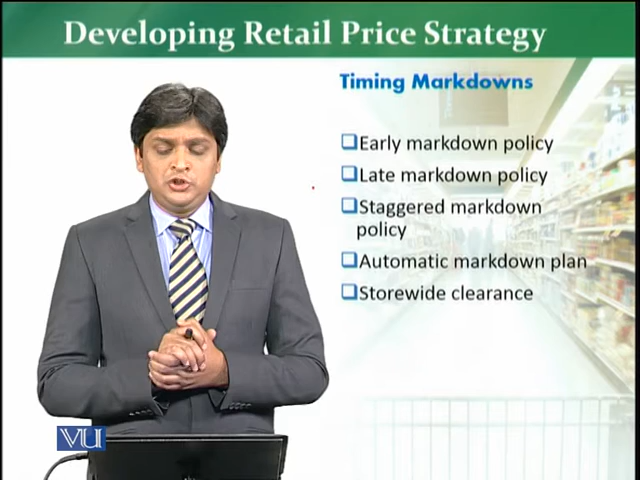 Developing Retail Price Strategy
Timing Markdowns
Early markdown policy
Late markdown policy
Staggered markdown
policy
Automatic markdown plan
Storewide clearance
VU